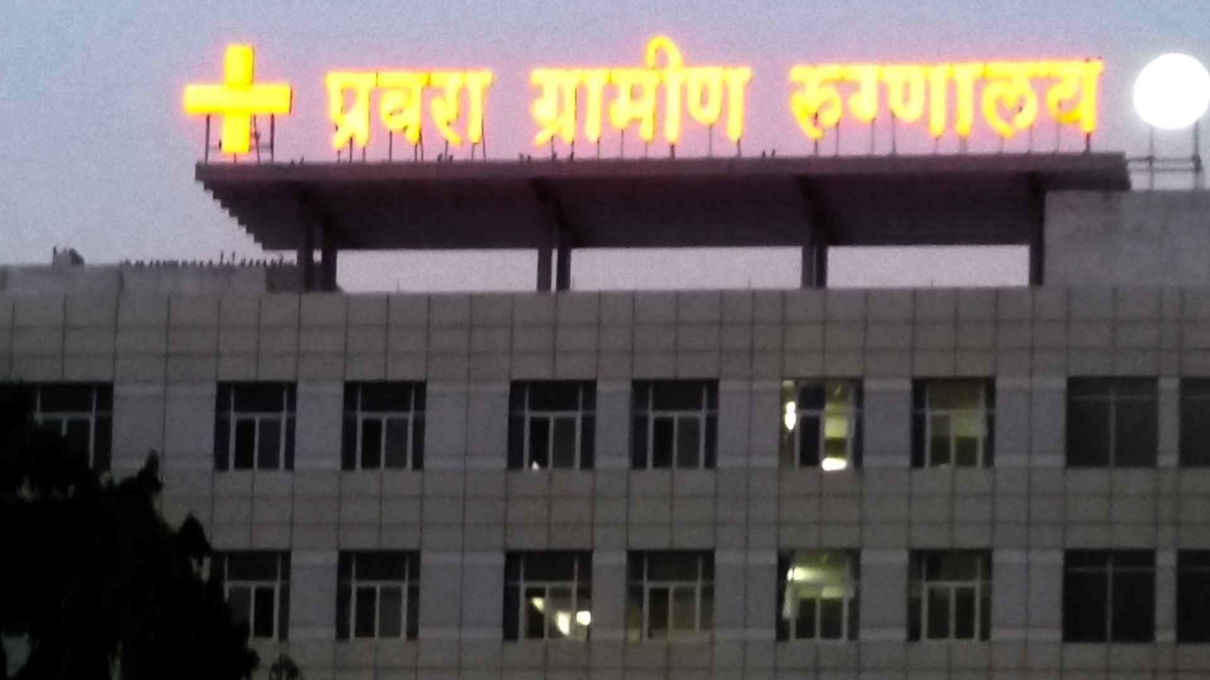 प्रवरा ग्रामीण रुग्णालय